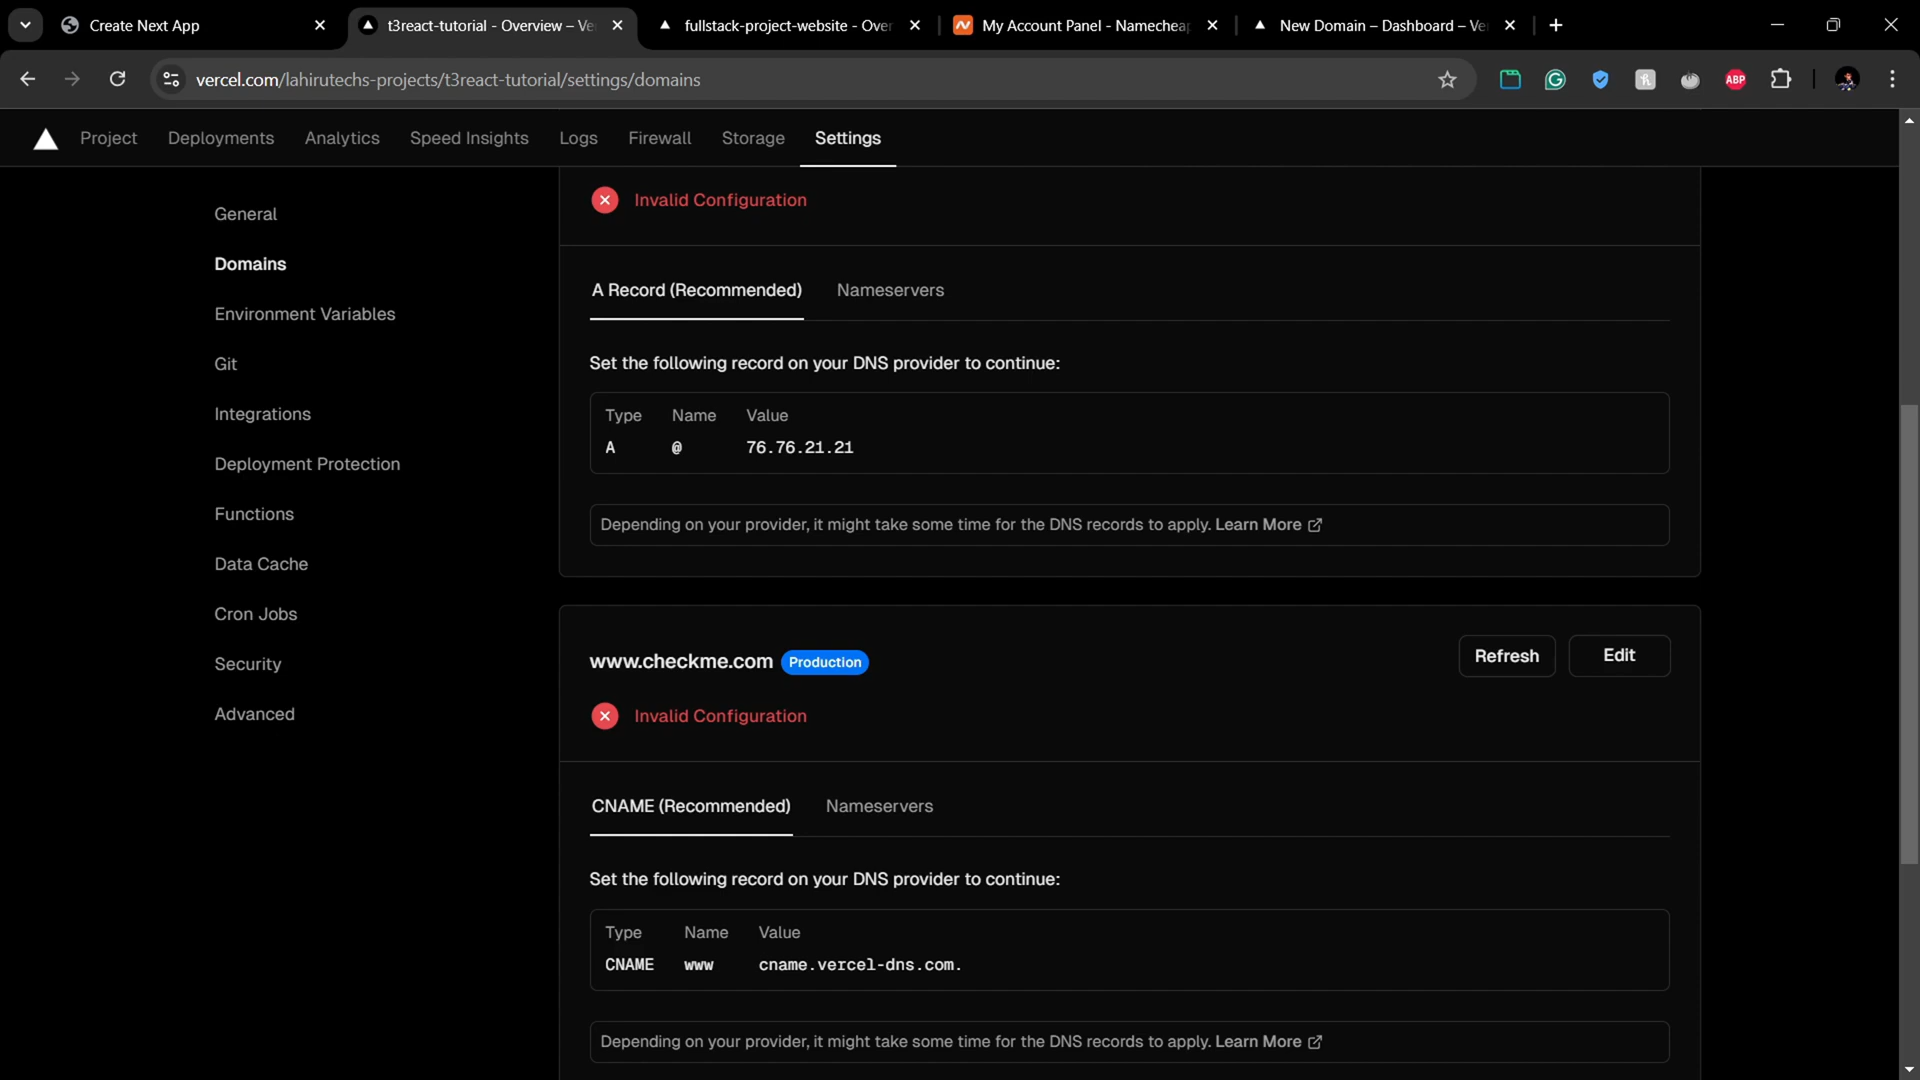 Create Next App
t3react-tutorial - Overview – Ve
fullstack-project-website - Over
My Account Panel - Namecheap
New Domain – Dashboard – Ve
vercel.com/lahirutechs-projects/t3react-tutorial/settings/domains
ABP
Project
Deployments
Analytics
Speed Insights
Logs
Firewall
Storage
Settings
General
Domains
Environment Variables
Git
Integrations
Deployment Protection
Functions
Data Cache
Cron Jobs
Security
Advanced
Invalid Configuration
A Record (Recommended)
Nameservers
Set the following record on your DNS provider to continue:
Type Name Value
A @ 76.76.21.21
Depending on your provider, it might take some time for the DNS records to apply. Learn More
www.checkme.com Production
Refresh
Edit
Invalid Configuration
CNAME (Recommended)
Nameservers
Set the following record on your DNS provider to continue:
Type Name Value
CNAME www cname.vercel-dns.com.
Depending on your provider, it might take some time for the DNS records to apply. Learn More